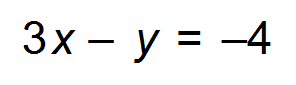 3x – y = –4